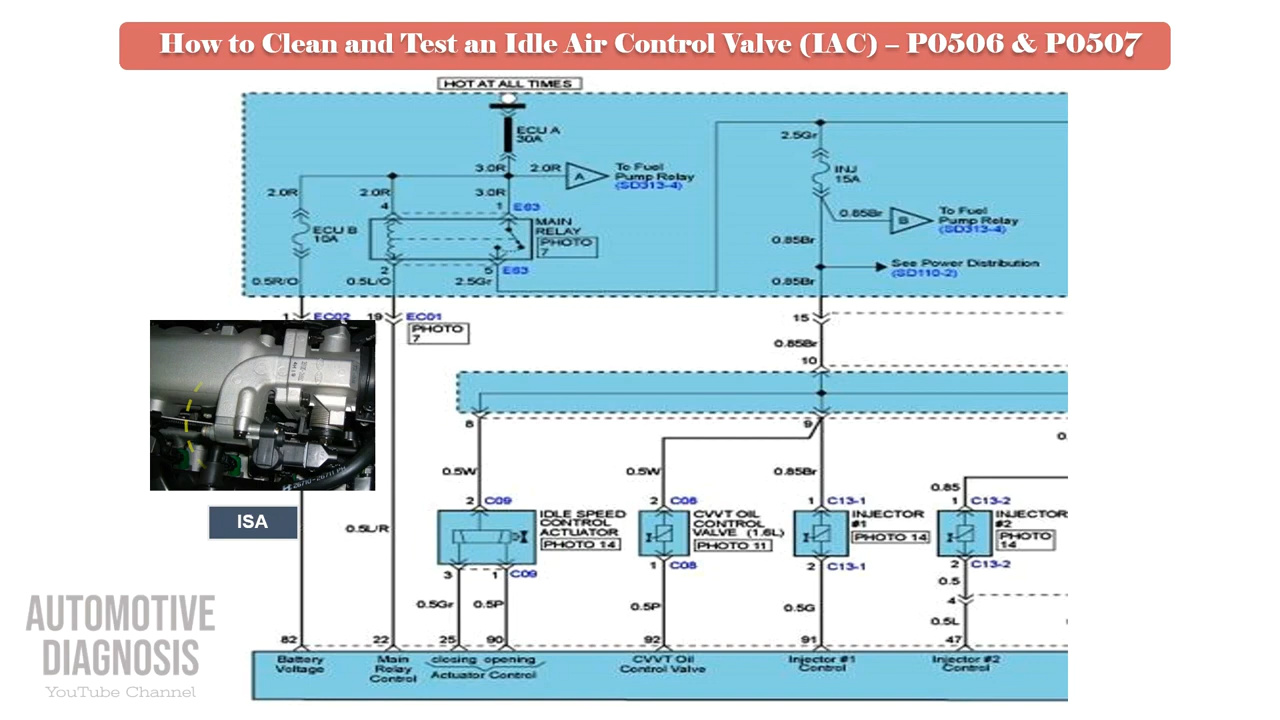 How to Clean and Test an Idle Air Control Valve (IAC) – P0506 & P0507
HOT AT ALL TIMES
ECU A
30A
2.5Gr
3.0R 2.0R
A
To Fuel
Pump Relay
(SD313-4)
INJ
15A
2.0R
2.0R
3.0R
4
1 E63
ECU B
10A
MAIN
RELAY
PHOTO
7
0.85Br
B
To Fuel
Pump Relay
(SD313-4)
0.85Br
2
5 E63
See Power Distribution
(SD110-2)
0.5R/O
0.5L/O
2.5Gr
0.85Br
1 EC02
19 EC01
PHOTO
7
15
0.85Br
10
8
9
0.
0.5W
0.5W
0.85Br
0.85
2 C09
2 C08
1 C13-1
1 C13-2
IDLE SPEED
CONTROL
ACTUATOR
PHOTO 14
CVVT OIL
CONTROL
VALVE (1.6L)
PHOTO 11
INJECTOR
#1
PHOTO 14
INJECTOR
#2
PHOTO
14
ISA
0.5L/R
3
1 C09
1 C08
2 C13-1
2 C13-2
0.5
4
0.5Gr
0.5P
0.5P
0.5G
0.5L
82
22
25
90
92
91
47
Battery
Voltage
Main
Relay
Control
closing opening
Actuator Control
CVVT Oil
Control Valve
Injector #1
Control
Injector #2
Control
AUTOMOTIVE
DIAGNOSIS
YouTube Channel